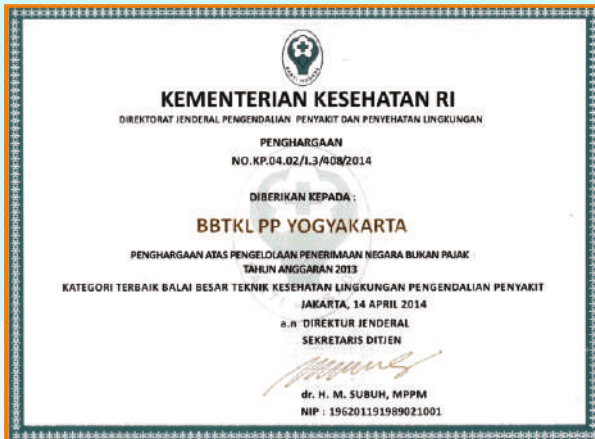 BAKTI HUSADA
KEMENTERIAN KESEHATAN RI
DIREKTORAT JENDERAL PENGENDALIAN PENYAKIT DAN PENYEHATAN LINGKUNGAN
PENGHARGAAN
NO.KP.04.02/I.3/408/2014
DIBERIKAN KEPADA :
BBTKL PP YOGYAKARTA
PENGHARGAAN ATAS PENGELOLAAN PENERIMAAN NEGARA BUKAN PAJAK
TAHUN ANGGARAN 2013
KATEGORI TERBAIK BALAI BESAR TEKNIK KESEHATAN LINGKUNGAN PENGENDALIAN PENYAKIT
JAKARTA, 14 APRIL 2014
a.n DIREKTUR JENDERAL
SEKRETARIS DITJEN
dr. H. M. SUBUH, MPPM
NIP : 196201191989021001